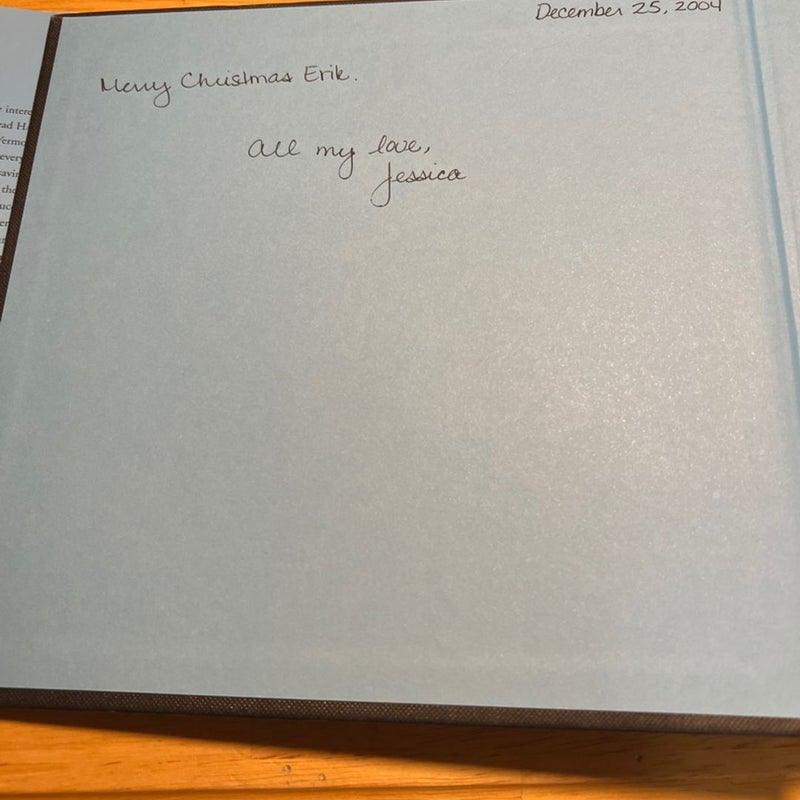 December 25, 2004
Merry Christmas Erik.
All my love,
Jessica